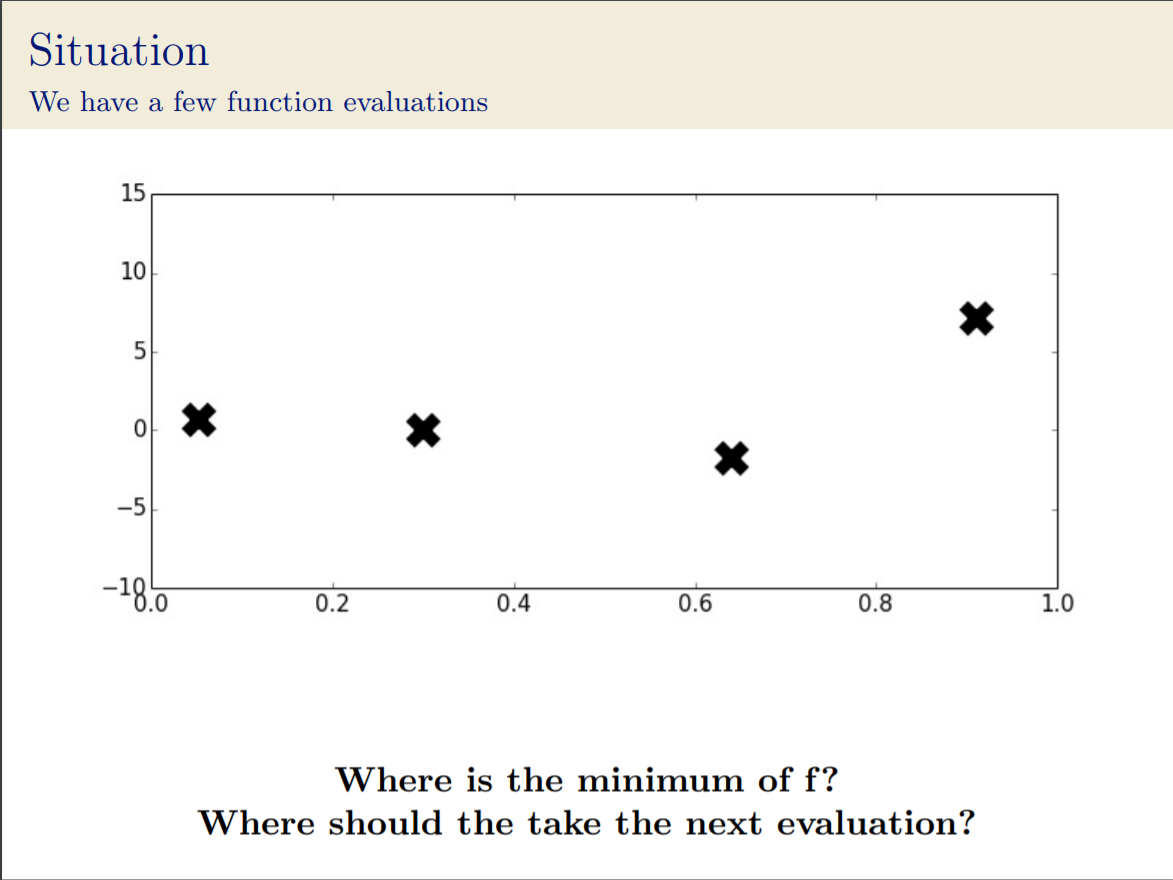 Situation
We have a few function evaluations
15
10
5
0
−5
−10
0.0 0.2 0.4 0.6 0.8 1.0
Where is the minimum of f?
Where should the take the next evaluation?